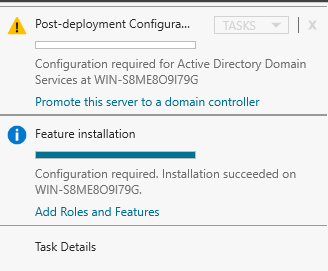 Post-deployment Configura...
TASKS
X
Configuration required for Active Directory Domain
Services at WIN-S8ME8O9I79G
Promote this server to a domain controller
Feature installation
Configuration required. Installation succeeded on
WIN-S8ME8O9I79G.
Add Roles and Features
Task Details